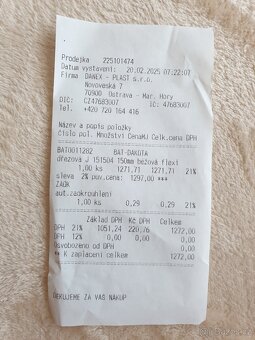 Prodejka 225101474
Datum vystavení: 20.02.2025 07:22:07
Firma DANEX - PLAST s.r.o.
Novoveská 7
70900 Ostrava - Mar. Hory
DIČ: CZ47683007 IČ: 47683007
Tel. +420 720 164 416
Název a popis položky
číslo pol. Množství CenaMJ Celk.cena DPH
BAT0011282 BAT-DAKOTA
dřezová J 151504 150mm béžová flexi
1,00 ks 1271,71 1271,71 21%
sleva 2% pův.cena: 1297,00 ***
ZAOK
aut.zaokrouhlení
1,00 ks 0.29 0.29 21%
Základ DPH Kč DPH Celkem
DPH 21% 1051,24 220,76 1272,00
DPH 12% 0,00 0,00 0,00
Osvobozeno od DPH 0,00
** K zaplacení celkem 1272,00
DĚKUJEME ZA VÁŠ NÁKUP